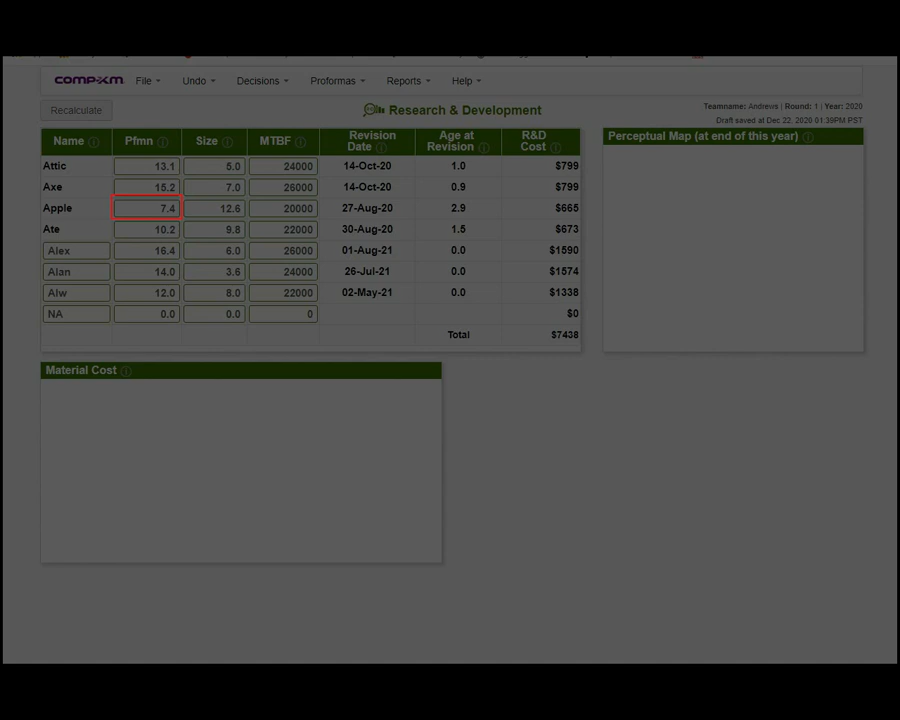 COMP-XM File Undo Decisions Proformas Reports Help
Recalculate
Research & Development
Teamname: Andrews | Round: 1 | Year: 2020
Draft saved at Dec 22, 2020 01:39PM PST
Name Pfmn Size MTBF Revision Date Age at Revision R&D Cost
Attic 13.1 5.0 24000 14-Oct-20 1.0 $799
Axe 15.2 7.0 26000 14-Oct-20 0.9 $799
Apple 7.4 12.6 20000 27-Aug-20 2.9 $665
Ate 10.2 9.8 22000 30-Aug-20 1.5 $673
Alex 16.4 6.0 26000 01-Aug-21 0.0 $1590
Alan 14.0 3.6 24000 26-Jul-21 0.0 $1574
Alw 12.0 8.0 22000 02-May-21 0.0 $1338
NA 0.0 0.0 0 $0
Total $7438
Perceptual Map (at end of this year)
Material Cost